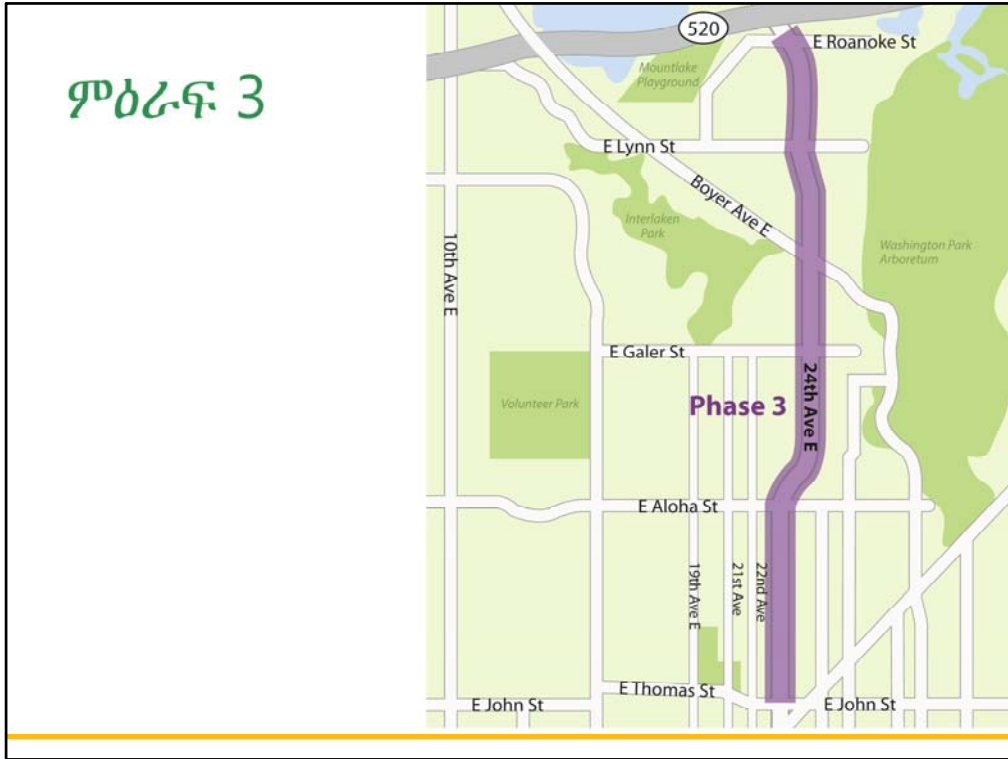 ምዕራፍ 3
520
E Roanoke St
Mountlake
Playground
E Lynn St
Boyer Ave E
Interlaken
Park
10th Ave E
Washington Park
Arboretum
E Galer St
24th Ave E
Volunteer Park
Phase 3
E Aloha St
19th Ave E
21st Ave
22nd Ave
E Thomas St
E John St
E John St